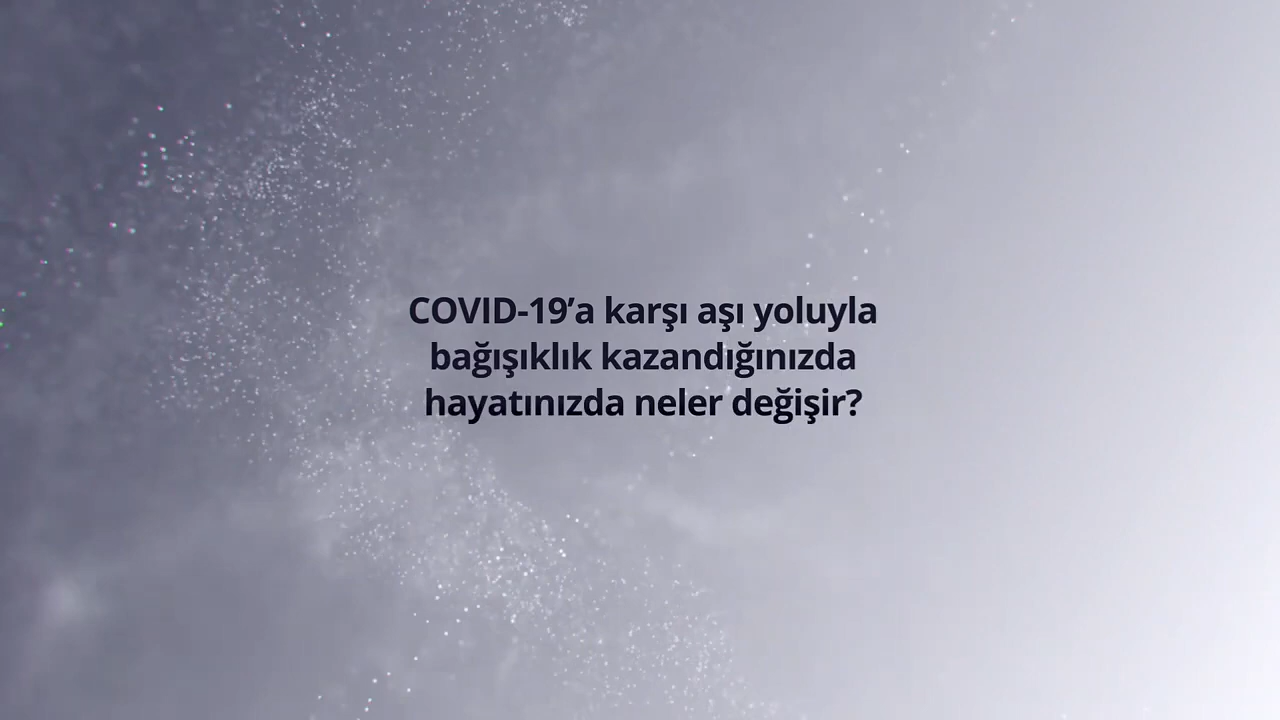 COVID-19’a karşı aşı yoluyla
bağışıklık kazandığınızda
hayatınızda neler değişir?